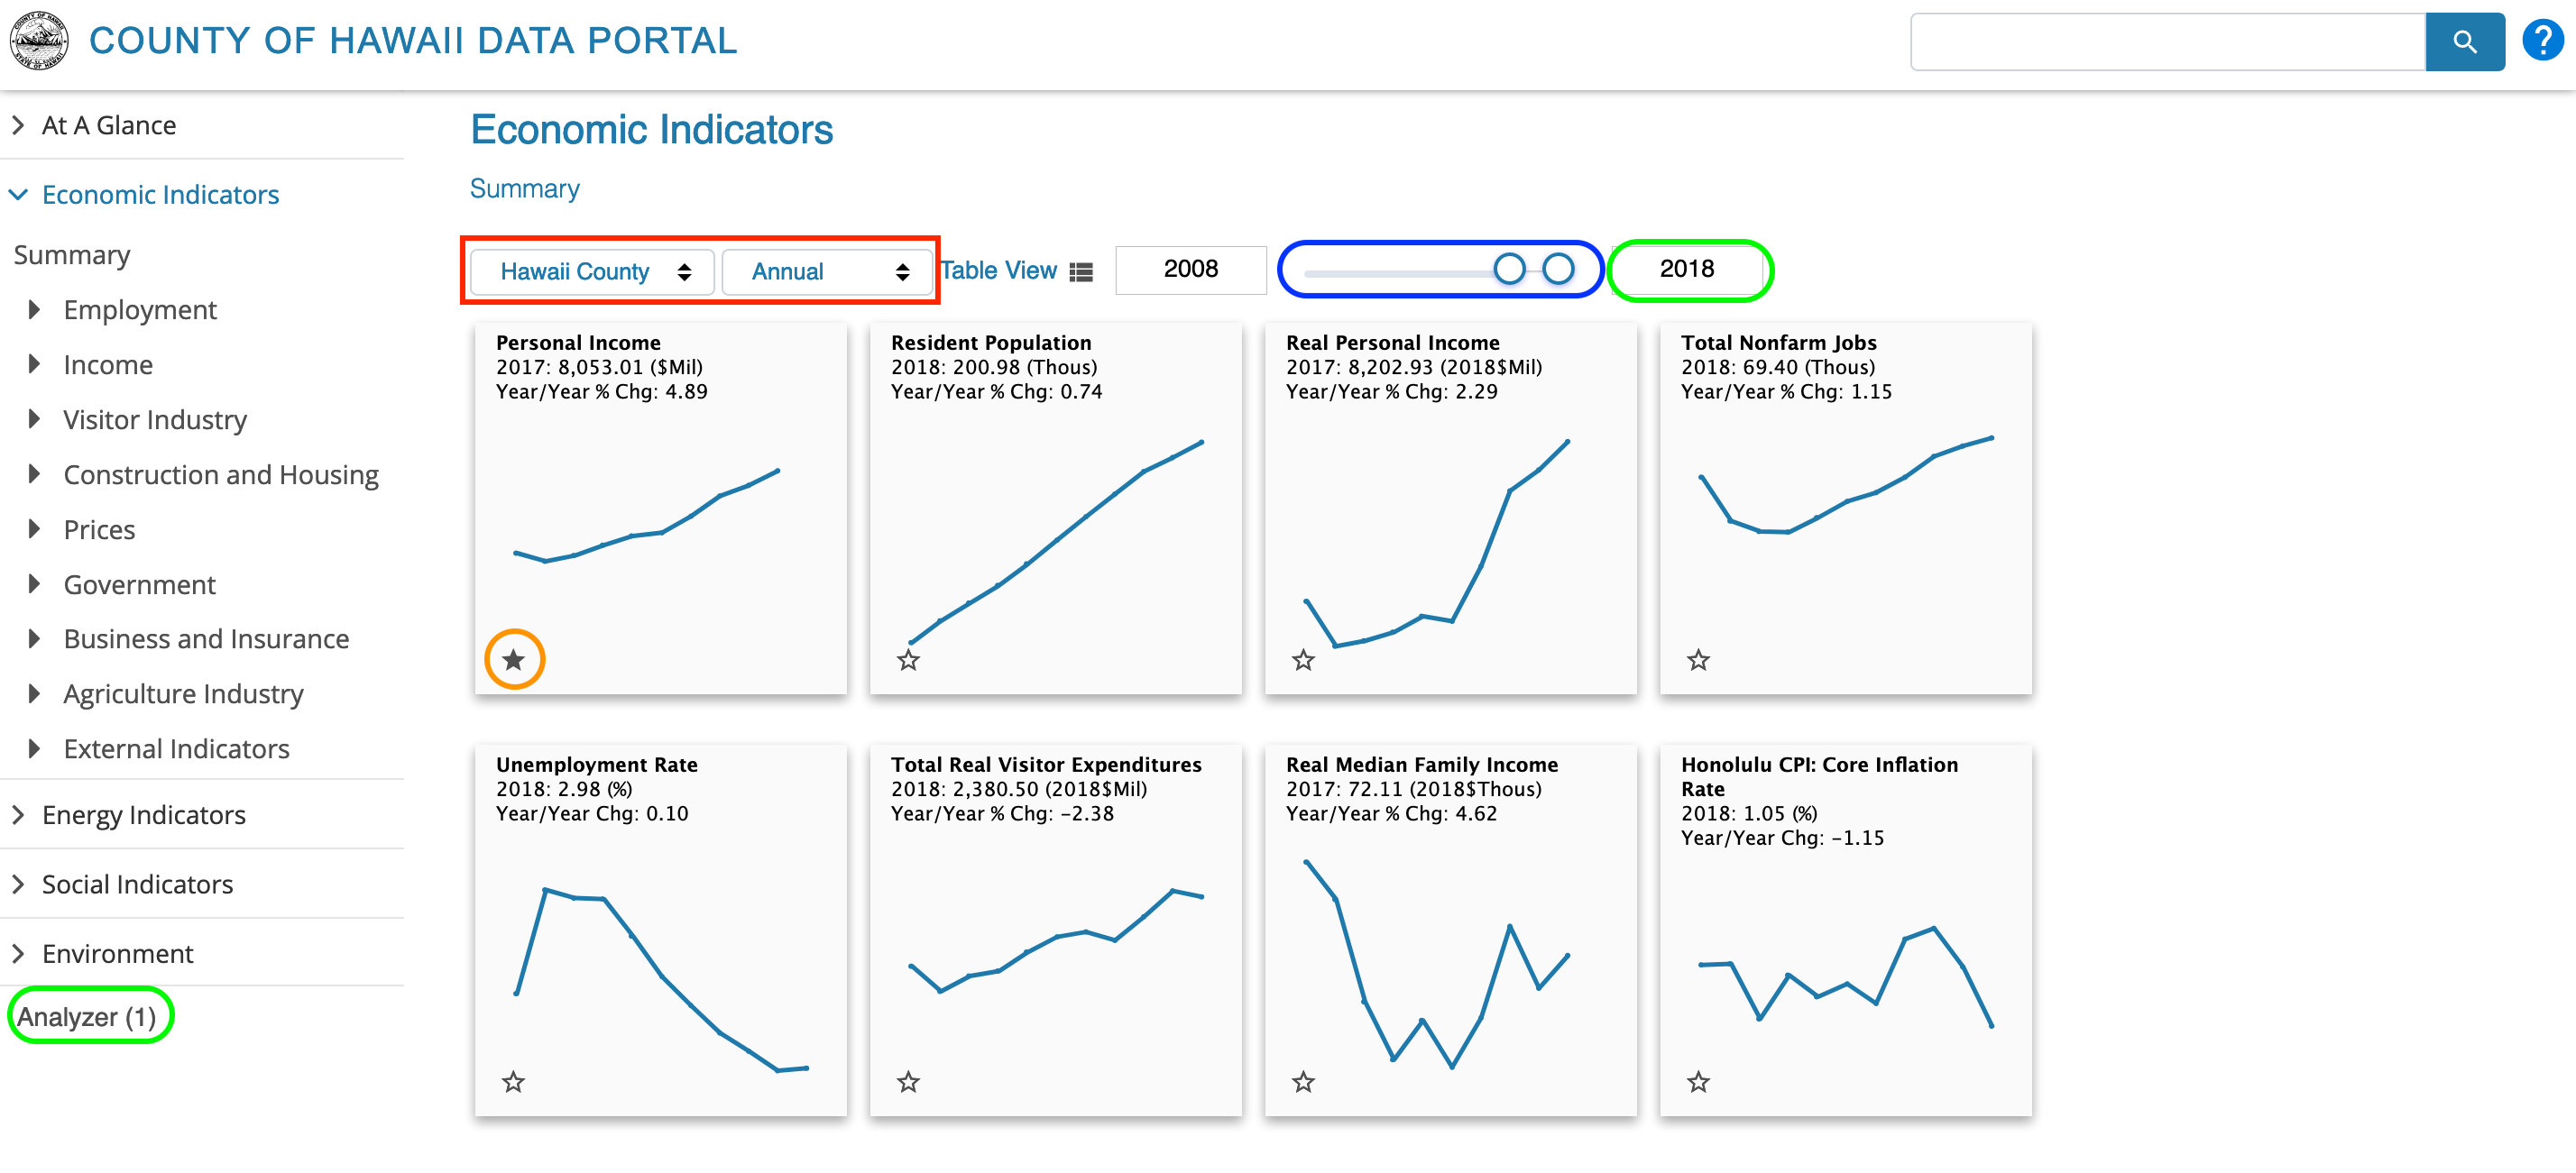 COUNTY OF HAWAII DATA PORTAL
?
At A Glance
Economic Indicators
Summary
Employment
Income
Visitor Industry
Construction and Housing
Prices
Government
Business and Insurance
Agriculture Industry
External Indicators
Energy Indicators
Social Indicators
Environment
Analyzer (1)
Economic Indicators
Summary
Hawaii County
Annual
Table View
2008
2018
Personal Income
2017: 8,053.01 ($Mil)
Year/Year % Chg: 4.89
Resident Population
2018: 200.98 (Thous)
Year/Year % Chg: 0.74
Real Personal Income
2017: 8,202.93 (2018$Mil)
Year/Year % Chg: 2.29
Total Nonfarm Jobs
2018: 69.40 (Thous)
Year/Year % Chg: 1.15
Unemployment Rate
2018: 2.98 (%)
Year/Year Chg: 0.10
Total Real Visitor Expenditures
2018: 2,380.50 (2018$Mil)
Year/Year % Chg: −2.38
Real Median Family Income
2017: 72.11 (2018$Thous)
Year/Year % Chg: 4.62
Honolulu CPI: Core Inflation
Rate
2018: 1.05 (%)
Year/Year Chg: −1.15